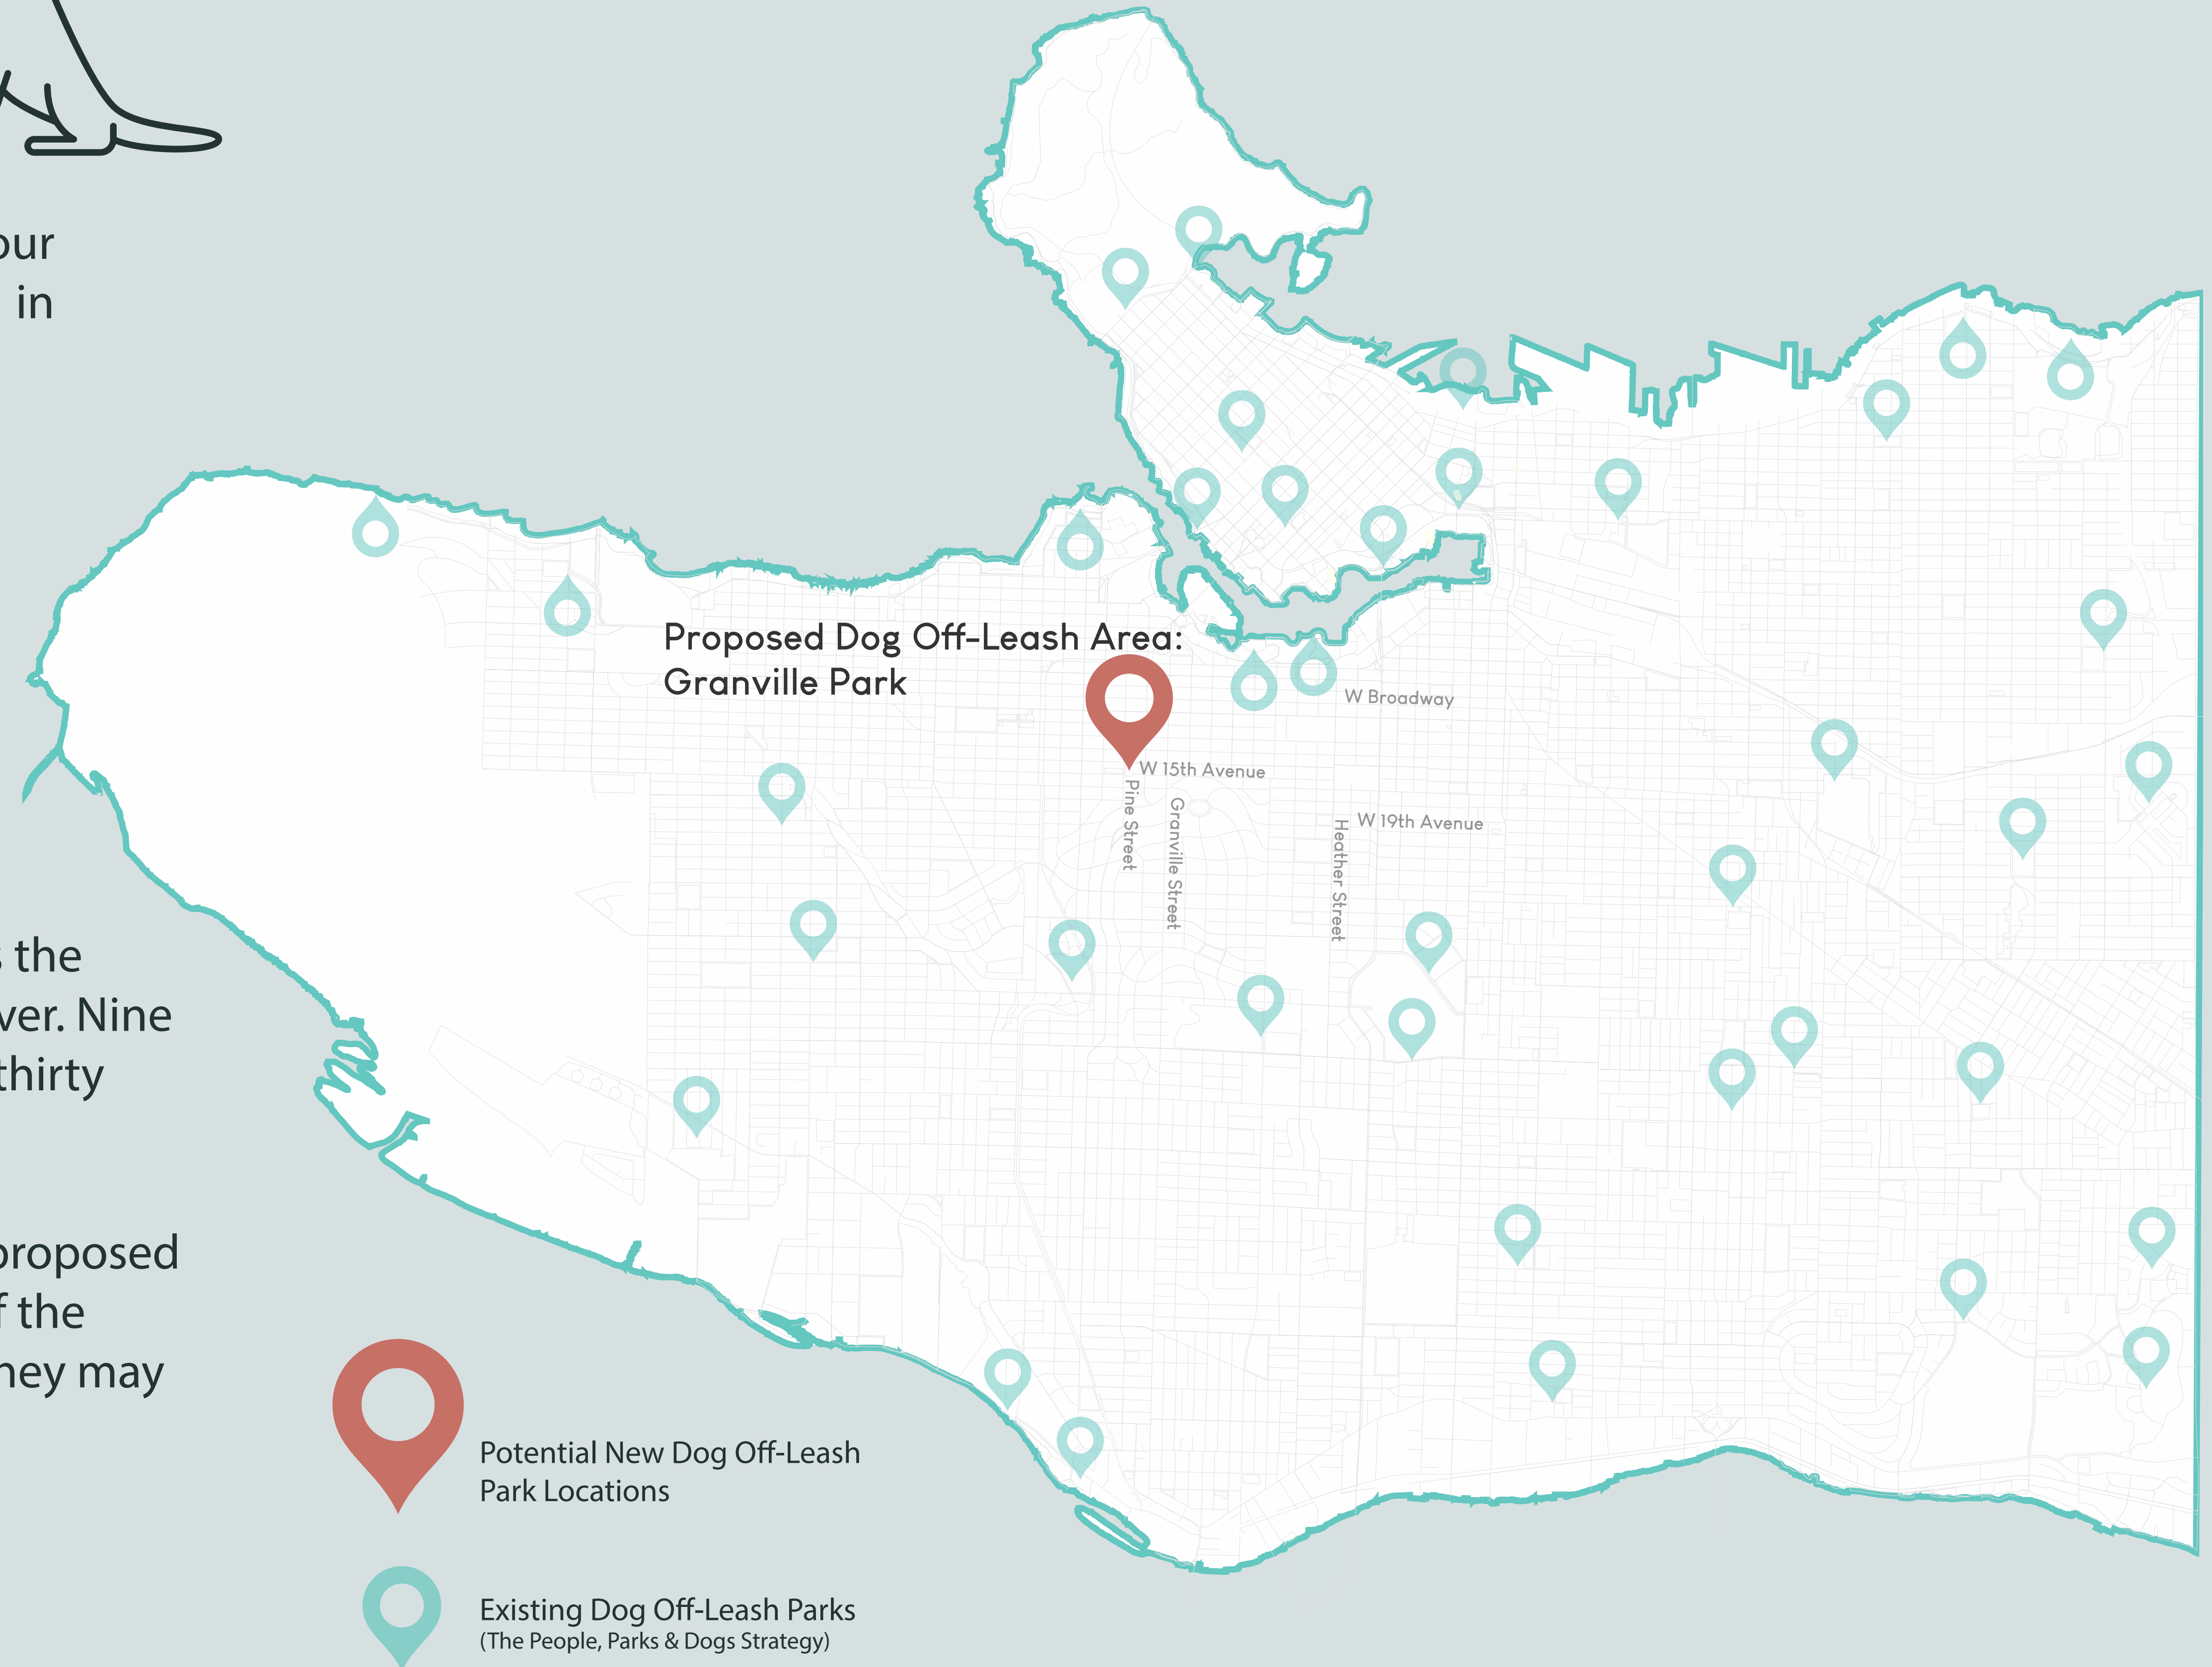 our
in
s the
ver. Nine
thirty
proposed
f the
hey may
Proposed Dog Off-Leash Area:
Granville Park
W Broadway
W 15th Avenue
Pine Street
Granville Street
Heather Street
W 19th Avenue
Potential New Dog Off-Leash
Park Locations
Existing Dog Off-Leash Parks
(The People, Parks & Dogs Strategy)